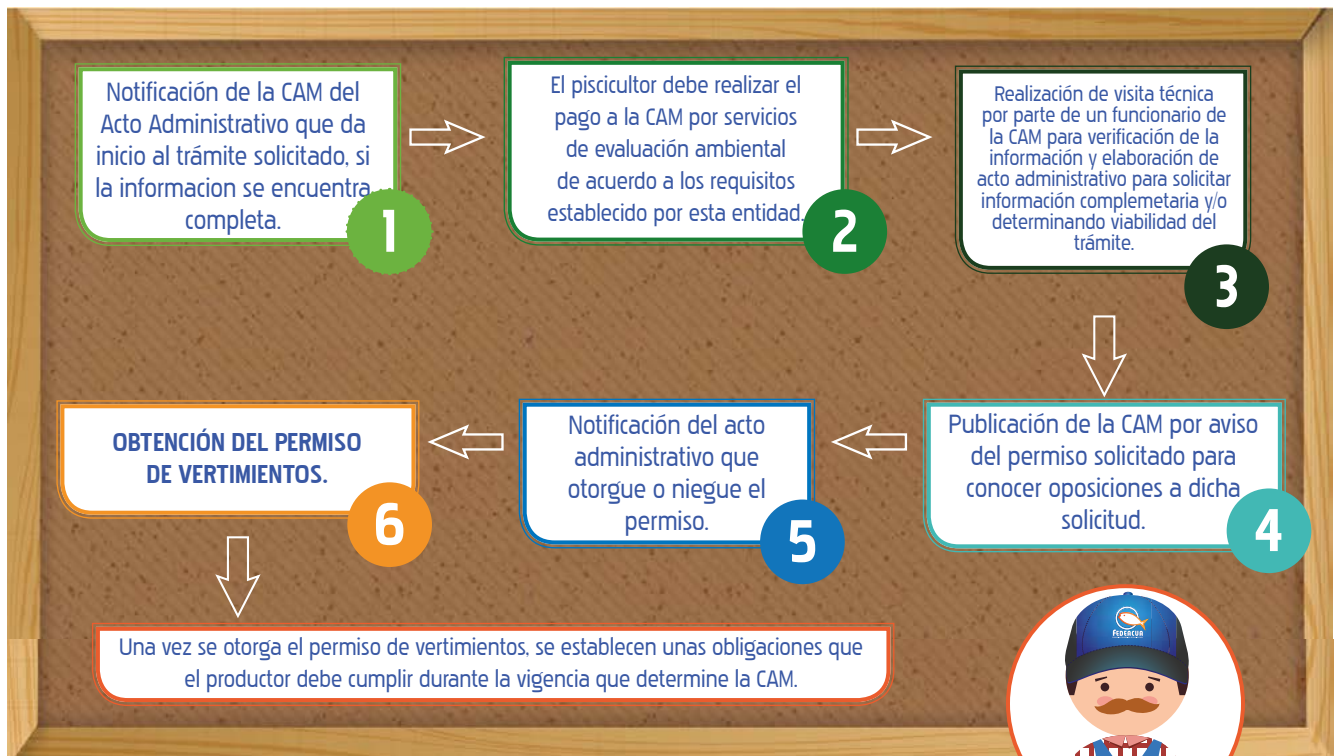 Notificación de la CAM del
Acto Administrativo que da
inicio al trámite solicitado, si
la informacion se encuentra
completa.
1
El piscicultor debe realizar el
pago a la CAM por servicios
de evaluación ambiental
de acuerdo a los requisitos
establecido por esta entidad.
2
Realización de visita técnica
por parte de un funcionario de
la CAM para verificación de la
información y elaboración de
acto administrativo para solicitar
información complemetaria y/o
determinando viabilidad del
trámite.
3
Publicación de la CAM por aviso
del permiso solicitado para
conocer oposiciones a dicha
solicitud.
4
Notificación del acto
administrativo que
otorgue o niegue el
permiso.
5
OBTENCIÓN DEL PERMISO
DE VERTIMIENTOS.
6
Una vez se otorga el permiso de vertimientos, se establecen unas obligaciones que
el productor debe cumplir durante la vigencia que determine la CAM.
FEDEACUA